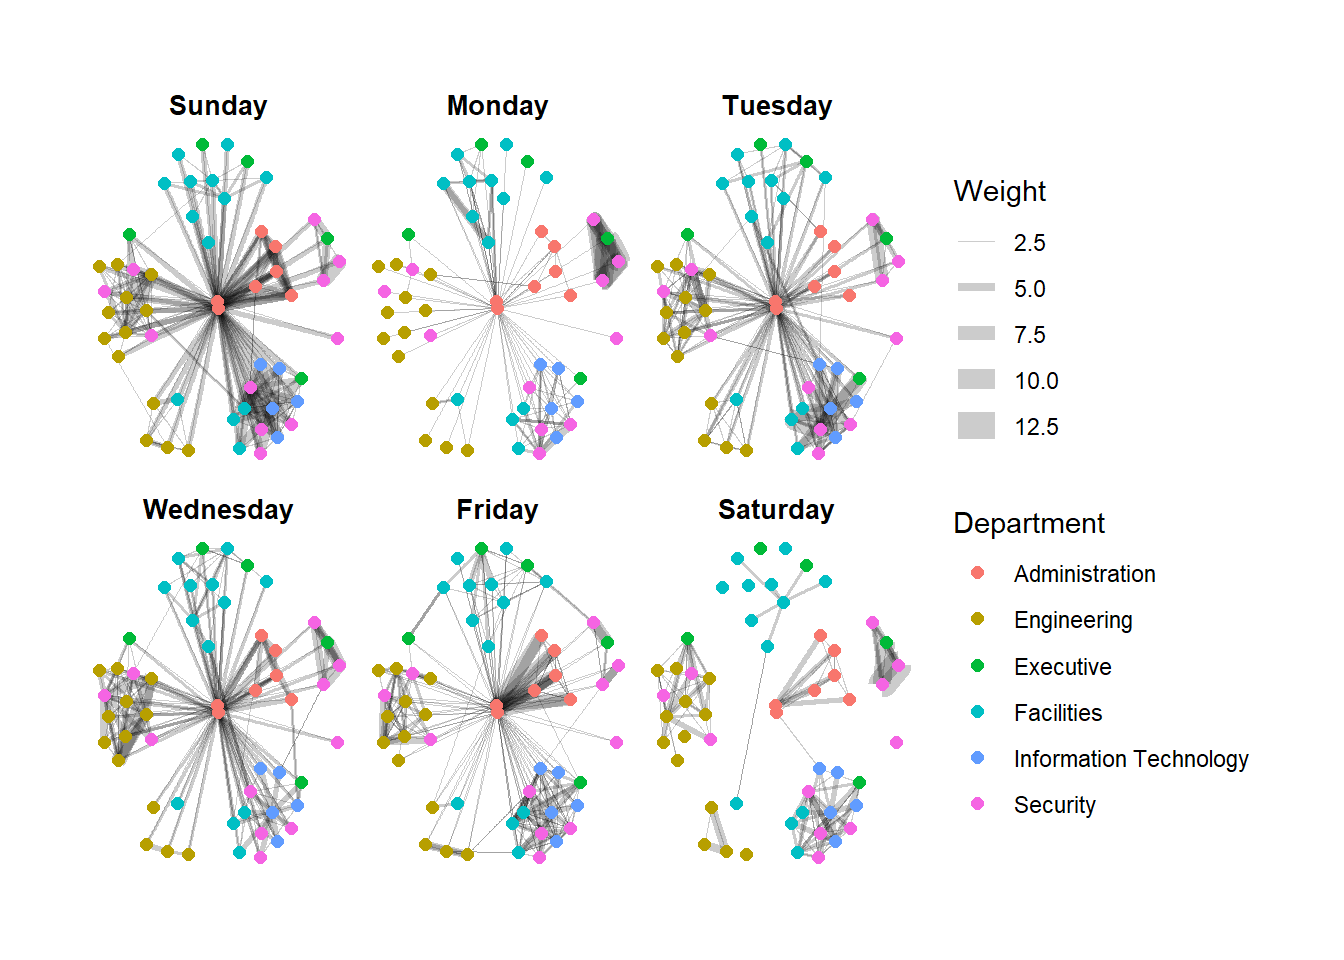 Sunday
Monday
Tuesday
Wednesday
Friday
Saturday
Weight
2.5
5.0
7.5
10.0
12.5
Department
Administration
Engineering
Executive
Facilities
Information Technology
Security